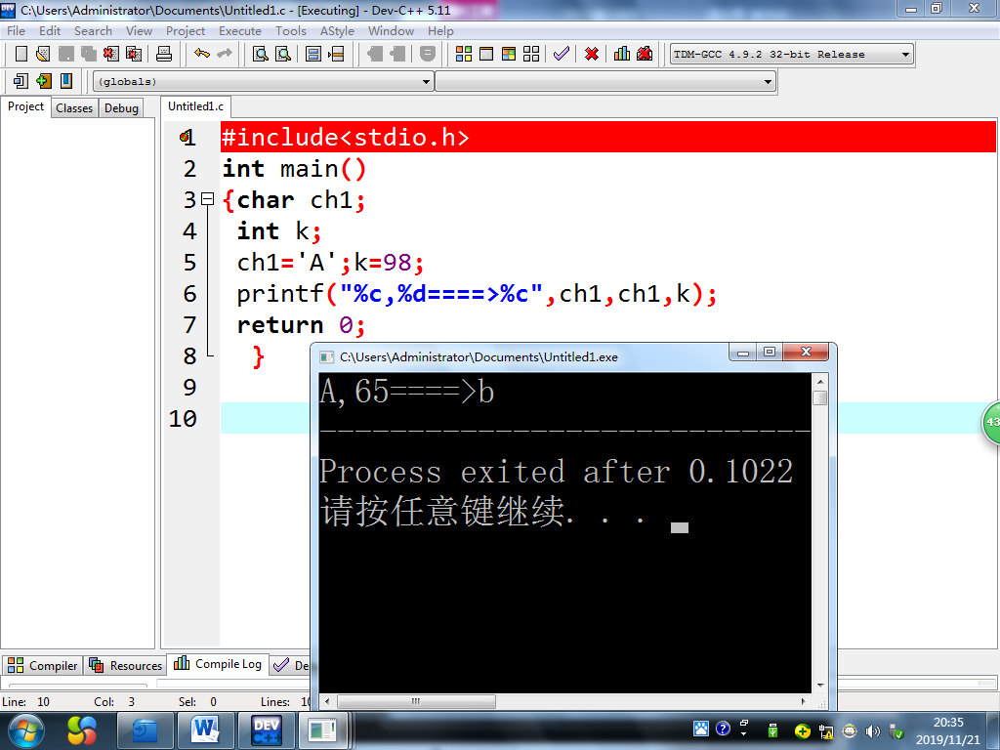 C:\Users\Administrator\Documents\Untitled1.c - [Executing] - Dev-C++ 5.11
File Edit Search View Project Execute Tools AStyle Window Help
TDM-GCC 4.9.2 32-bit Release
(globals)
Project Classes Debug Untitled1.c
1 #include<stdio.h>
2 int main()
3 {char ch1;
4 int k;
5 ch1='A';k=98;
6 printf("%c,%d====>%c",ch1,ch1,k);
7 return 0;
8 }
9
10
C:\Users\Administrator\Documents\Untitled1.exe
A,65====>b
--------------------------------
Process exited after 0.1022
请按任意键继续. . .
43
Compiler Resources Compile Log De
Line: 10 Col: 3 Sel: 0 Lines: 10
DEV C++
20:35
2019/11/21